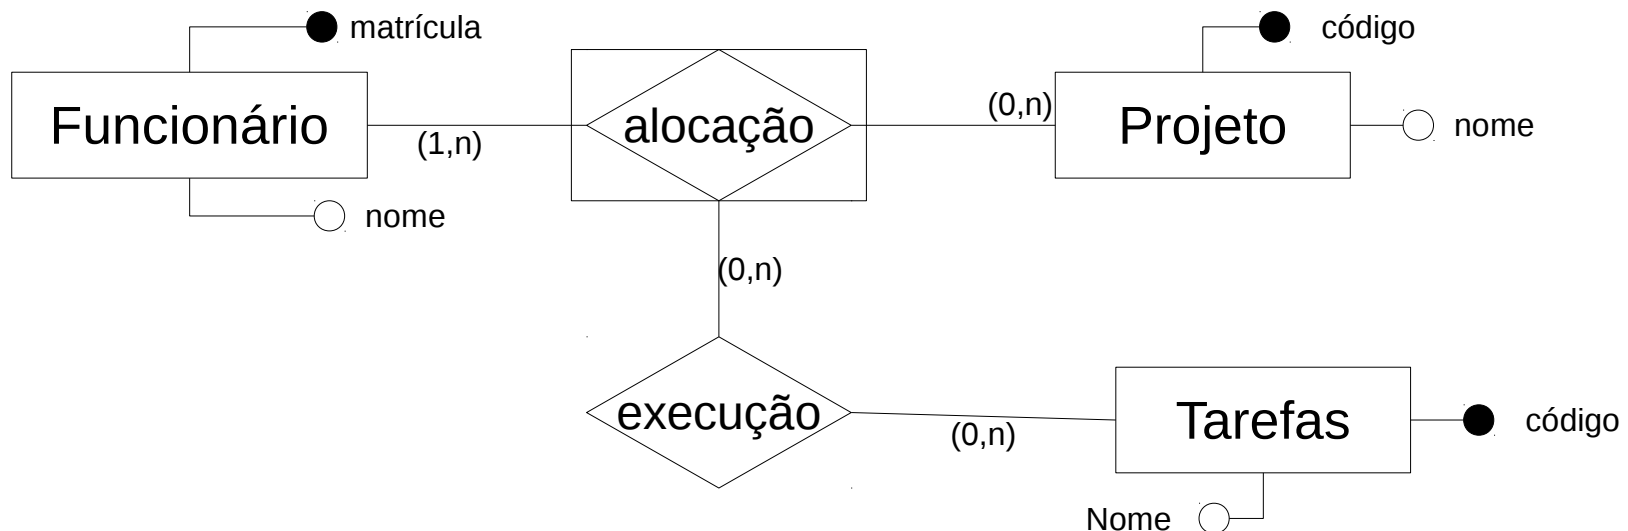 matrícula
código
Funcionário
(1,n)
alocação
(0,n)
Projeto
nome
nome
(0,n)
execução
(0,n)
Tarefas
código
Nome